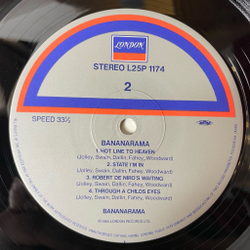 LONDON
STEREO L25P 1174
2
SPEED 33⅓
BANANARAMA
1. HOT LINE TO HEAVEN
(Jolley, Swain, Dallin, Fahey, Woodward)
2. STATE I'M IN
(Jolley, Swain, Dallin, Fahey, Woodward)
3. ROBERT DE NIRO'S WAITING
(Jolley, Swain, Dallin, Fahey, Woodward)
4. THROUGH A CHILDS EYES
(Jolley, Swain, Dallin, Fahey, Woodward)
BANANARAMA